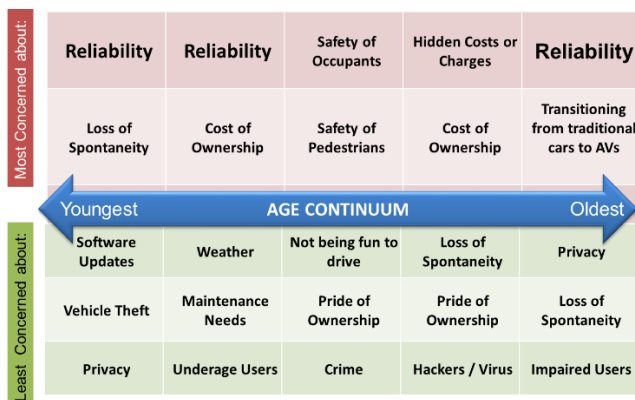 Most Concerned about:
Reliability
Reliability
Safety of
Occupants
Hidden Costs or
Charges
Reliability
Loss of
Spontaneity
Cost of
Ownership
Safety of
Pedestrians
Cost of
Ownership
Transitioning
from traditional
cars to AVs
Youngest
AGE CONTINUUM
Oldest
Least Concerned about:
Software
Updates
Weather
Not being fun to
drive
Loss of
Spontaneity
Privacy
Vehicle Theft
Maintenance
Needs
Pride of
Ownership
Pride of
Ownership
Loss of
Spontaneity
Privacy
Underage Users
Crime
Hackers / Virus
Impaired Users